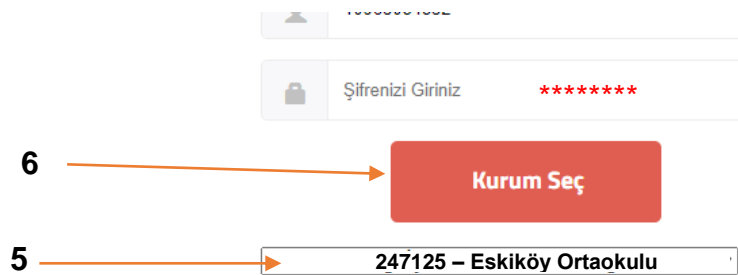 Şifrenizi Giriniz ********
6 Kurum Seç
5 247125 – Eskiköy Ortaokulu